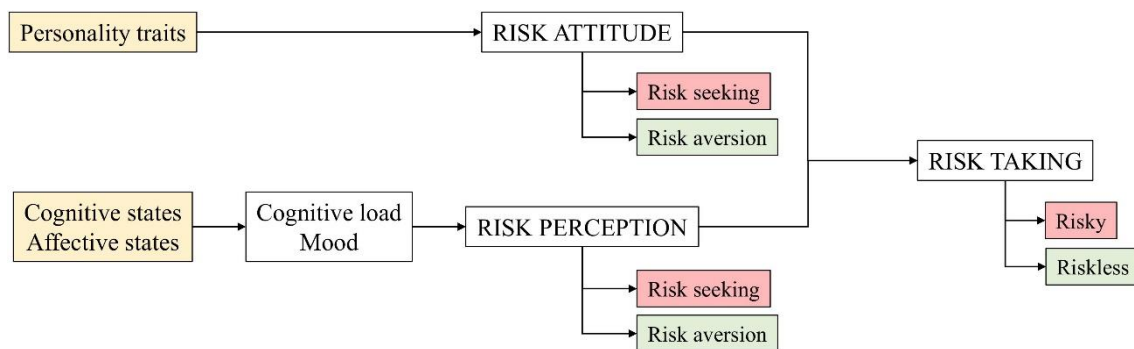 Personality traits
RISK ATTITUDE
Risk seeking
Risk aversion
RISK TAKING
Risky
Riskless
Cognitive states
Affective states
Cognitive load
Mood
RISK PERCEPTION
Risk seeking
Risk aversion